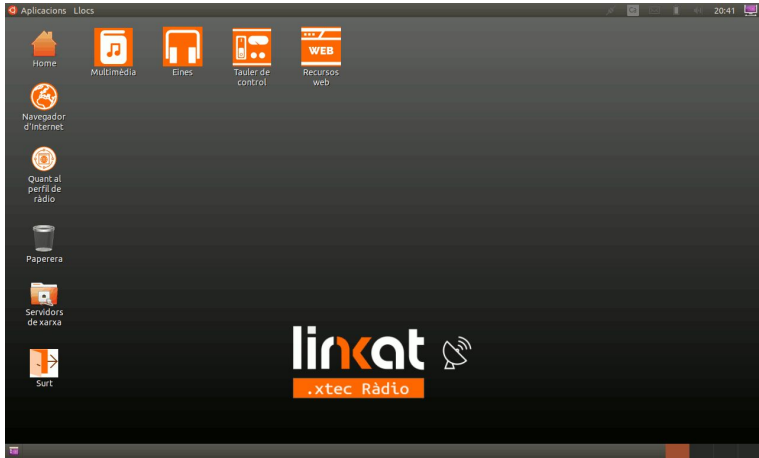 Aplicacions Llocs
Ca
20:41
Home
Multimèdia
Eines
Tauler de
control
WEB
Recursos
web
Navegador
d'Internet
Quant al
perfil de
ràdio
Paperera
Servidors
de xarxa
Surt
linkat
.xtec Ràdio